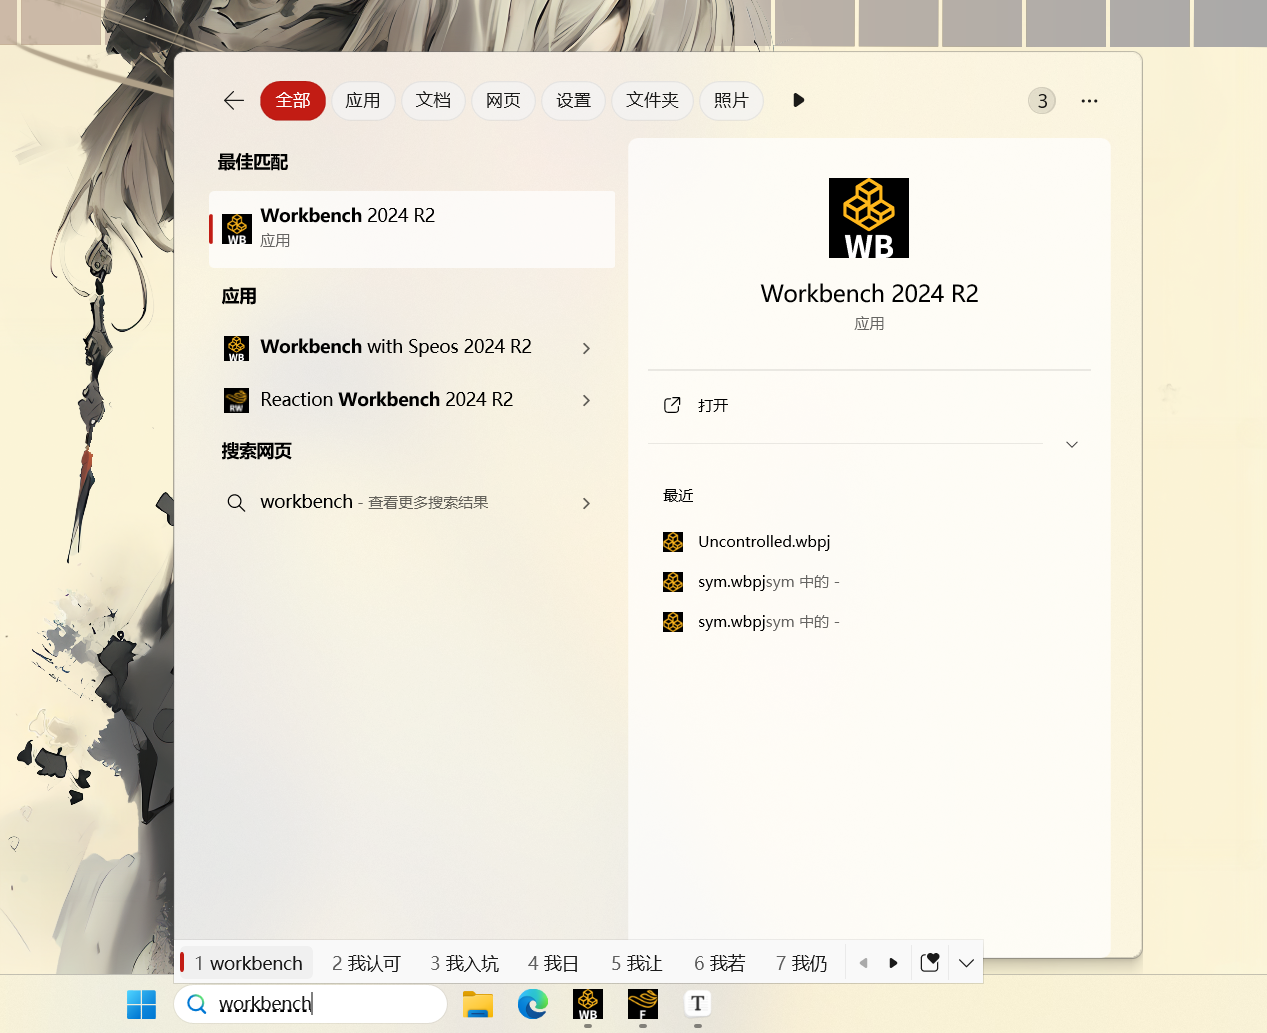 全部 应用 文档 网页 设置 文件夹 照片 3
最佳匹配
WB Workbench 2024 R2
应用
应用
WB Workbench with Speos 2024 R2
RW Reaction Workbench 2024 R2
搜索网页
workbench - 查看更多搜索结果
WB
Workbench 2024 R2
应用
打开
最近
Uncontrolled.wbpj
sym.wbpjsym 中的 -
sym.wbpjsym 中的 -
1 workbench 2 我认可 3 我入坑 4 我日 5 我让 6 我若 7 我仍
workbench WB F T